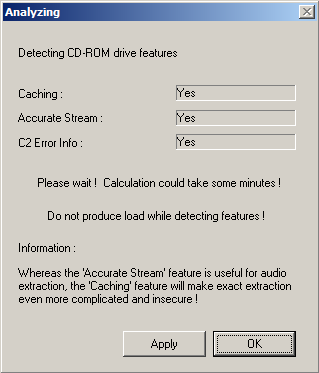 Analyzing
Detecting CD-ROM drive features
Caching : Yes
Accurate Stream : Yes
C2 Error Info : Yes
Please wait ! Calculation could take some minutes !
Do not produce load while detecting features !
Information :
Whereas the 'Accurate Stream' feature is useful for audio
extraction, the 'Caching' feature will make exact extraction
even more complicated and insecure !
Apply OK